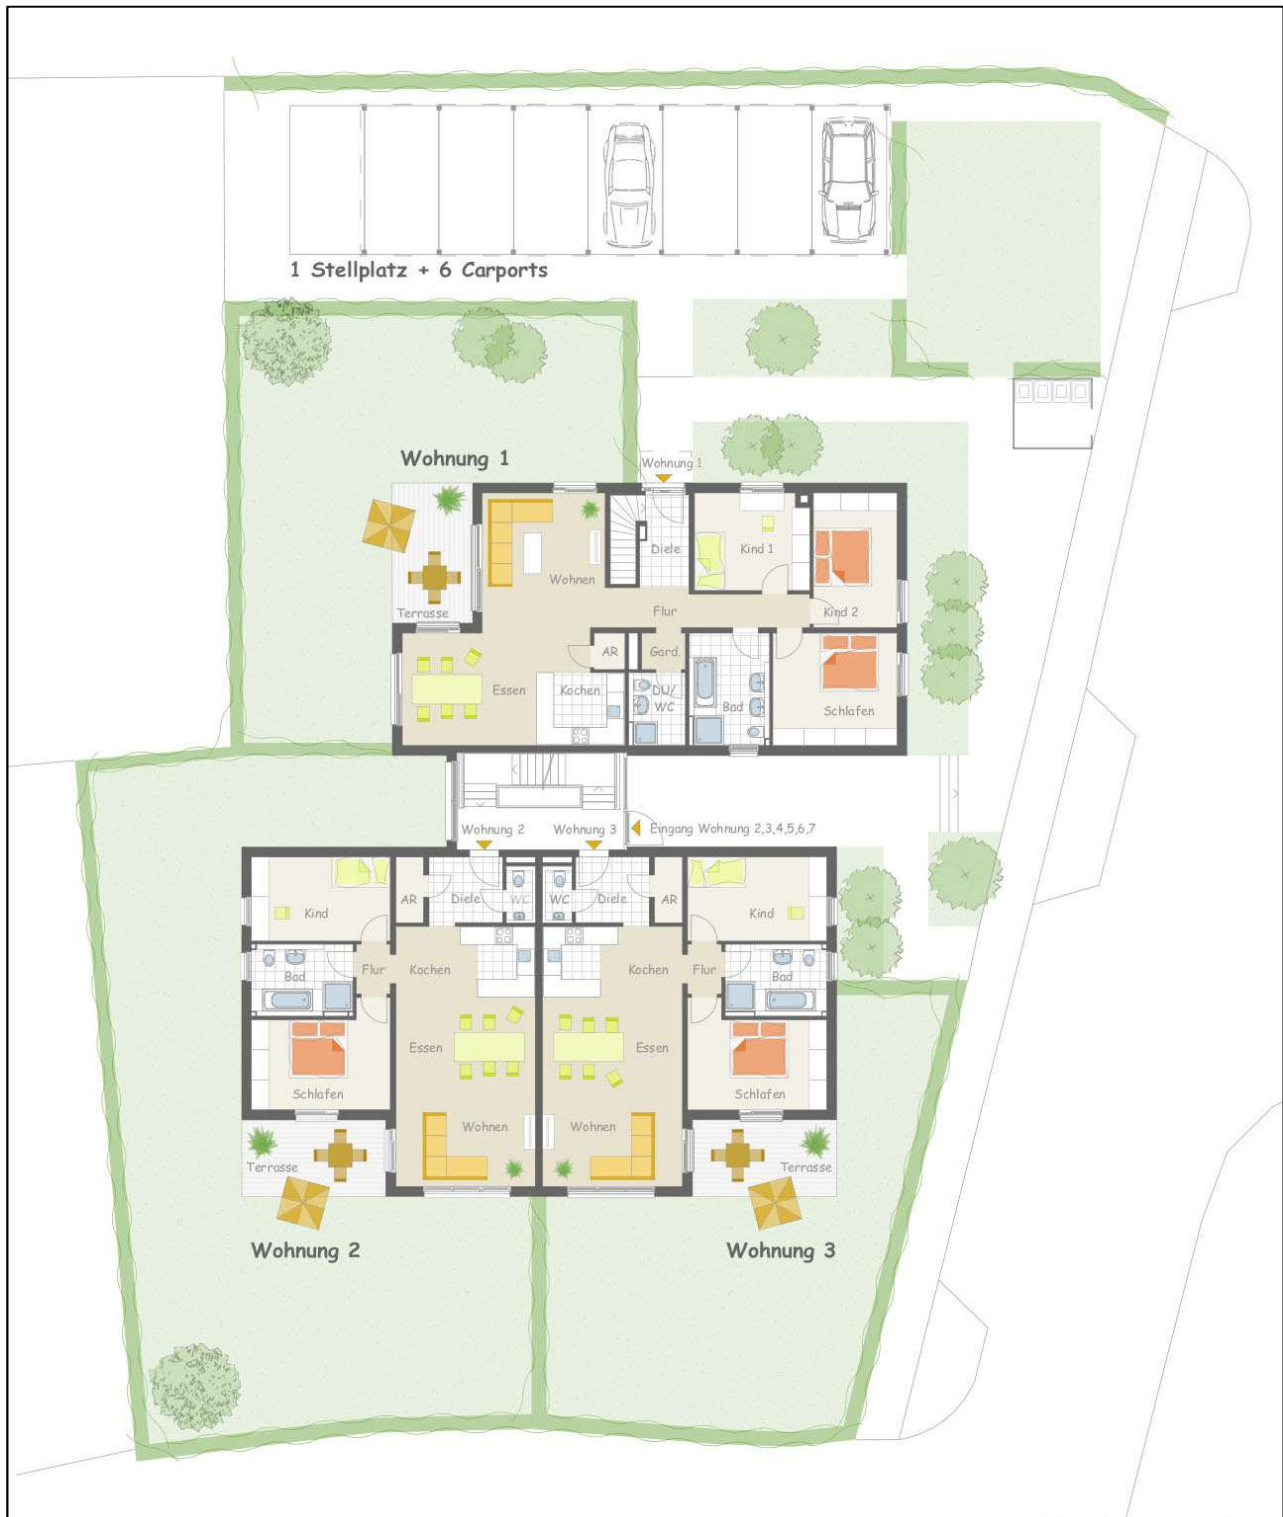 1 Stellplatz + 6 Carports
Wohnung 1
Wohnung 1
Diele
Kind 1
Wohnen
Terrasse
Flur
Kind 2
AR
Gard.
Essen
Kochen
DU/
WC
Bad
Schlafen
Wohnung 2
Wohnung 3
Eingang Wohnung 2,3,4,5,6,7
Kind
AR
Diele
WC
WC
Diele
AR
Kind
Bad
Flur
Kochen
Kochen
Flur
Bad
Essen
Essen
Schlafen
Schlafen
Wohnen
Wohnen
Terrasse
Terrasse
Wohnung 2
Wohnung 3